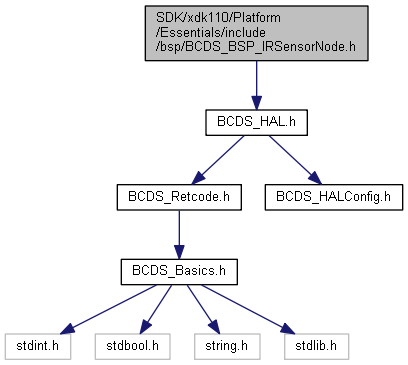 SDK/xdk110/Platform
/Essentials/include
/bsp/BCDS_BSP_IRSensorNode.h
BCDS_HAL.h
BCDS_Retcode.h
BCDS_HALConfig.h
BCDS_Basics.h
stdint.h
stdbool.h
string.h
stdlib.h